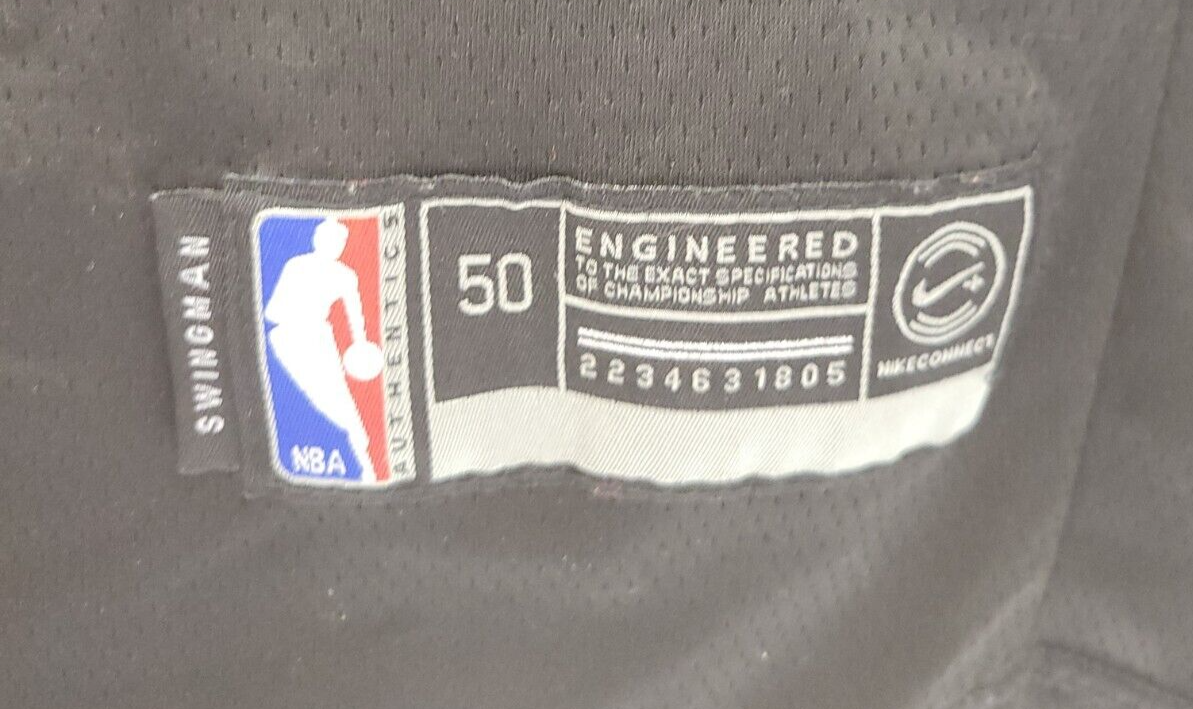 SWINGMAN
NBA
AUTHENTICS
50
ENGINEERED
TO THE EXACT SPECIFICATIONS
OF CHAMPIONSHIP ATHLETES
2234631805
NIKECONNECT